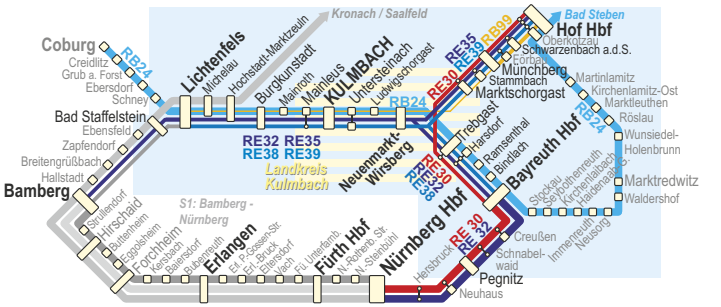 Kronach / Saalfeld
Bad Steben
Coburg
RB24
Creidlitz
Grub a. Forst
Ebersdorf
Schney
Bad Staffelstein
Ebensfeld
Zapfendorf
Breitengrüßbach
Hallstadt
Bamberg
Lichtenfels
Michelau
Hochstadt-Marktzeuln
Burgkunstadt
Mainroth
Mainleus
KULMBACH
Untersteinach
Ludwigschorgast
RB24
RE32 RE35
RE38 RE39
Landkreis
Kulmbach
Neuenmarkt-
Wirsberg
RE30
RE39
RE35
RB99
Hof Hbf
Oberkotzau
Schwarzenbach a.d.S.
Förbau
Münchberg
Stammbach
Marktschorgast
Martinlamitz
Kirchenlamitz-Ost
Marktleuthen
Röslau
RB24
Wunsiedel-
Holenbrunn
Marktredwitz
Waldershof
Trebgast
Harsdorf
Ramsenthal
Bindlach
Bayreuth Hbf
RE30
RE32
RE38
Stockau
Seybothenreuth
Kirchenlaibach
Haidenaab-G.
Immenreuth
Neusorg
Creußen
Schnabel-
waid
Pegnitz
Neuhaus
RE 30
RE 32
Hersbruck
Nürnberg Hbf
S1: Bamberg -
Nürnberg
Strullendorf
Hirschaid
Buttenheim
Eggolsheim
Forchheim
Kersbach
Baiersdorf
Bubenreuth
Erlangen
Erl. P.-Gossen-Str.
Erl.-Bruck
Eltersdorf
Vach
Fü. Unterfarrnb.
Fürth Hbf
N.-Rothenb. Str.
N.-Steinbühl